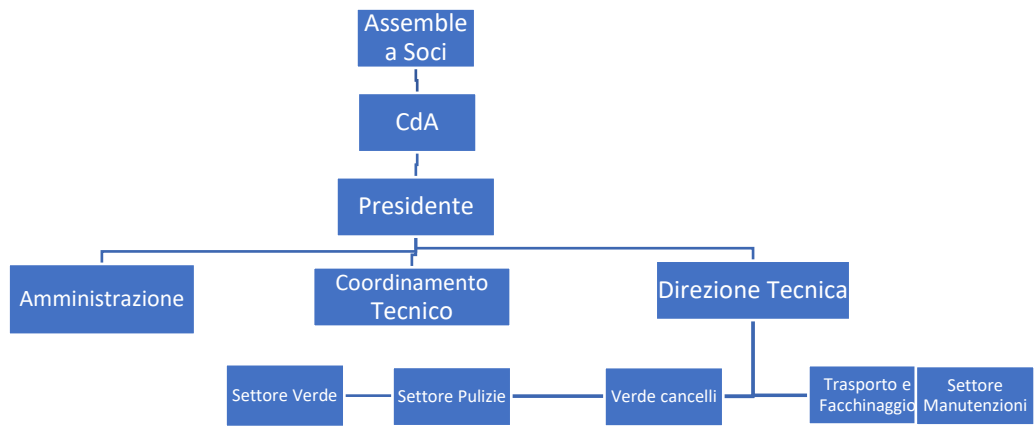 Assemble
a Soci
CdA
Presidente
Amministrazione
Coordinamento
Tecnico
Direzione Tecnica
Settore Verde
Settore Pulizie
Verde cancelli
Trasporto e
Facchinaggio
Settore
Manutenzioni